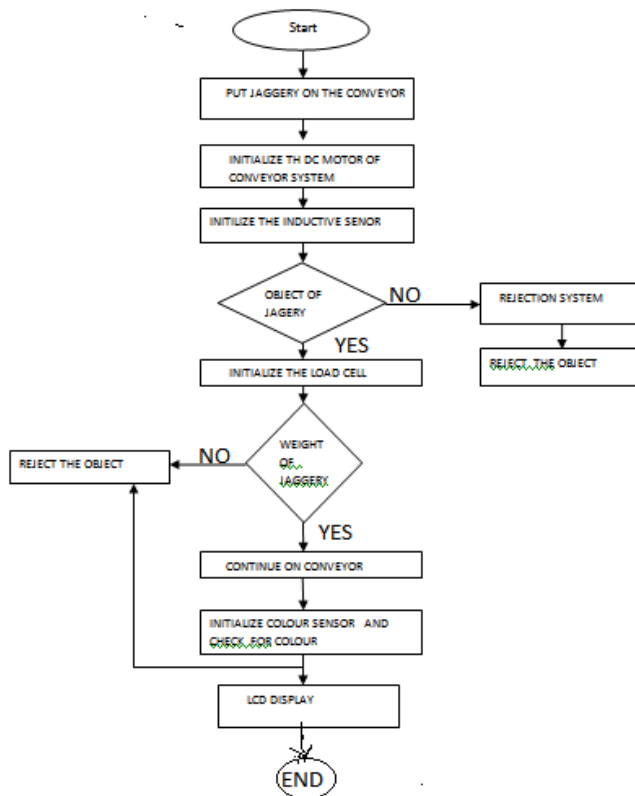 Start
PUT JAGGERY ON THE CONVEYOR
INITIALIZE TH DC MOTOR OF
CONVEYOR SYSTEM
INITILIZE THE INDUCTIVE SENOR
OBJECT OF
JAGERY
NO
REJECTION SYSTEM
YES
REJECT THE OBJECT
INITIALIZE THE LOAD CELL
WEIGHT
OF
JAGGERY
NO
REJECT THE OBJECT
YES
CONTINUE ON CONVEYOR
INITIALIZE COLOUR SENSOR AND
CHECK FOR COLOUR
LCD DISPLAY
END